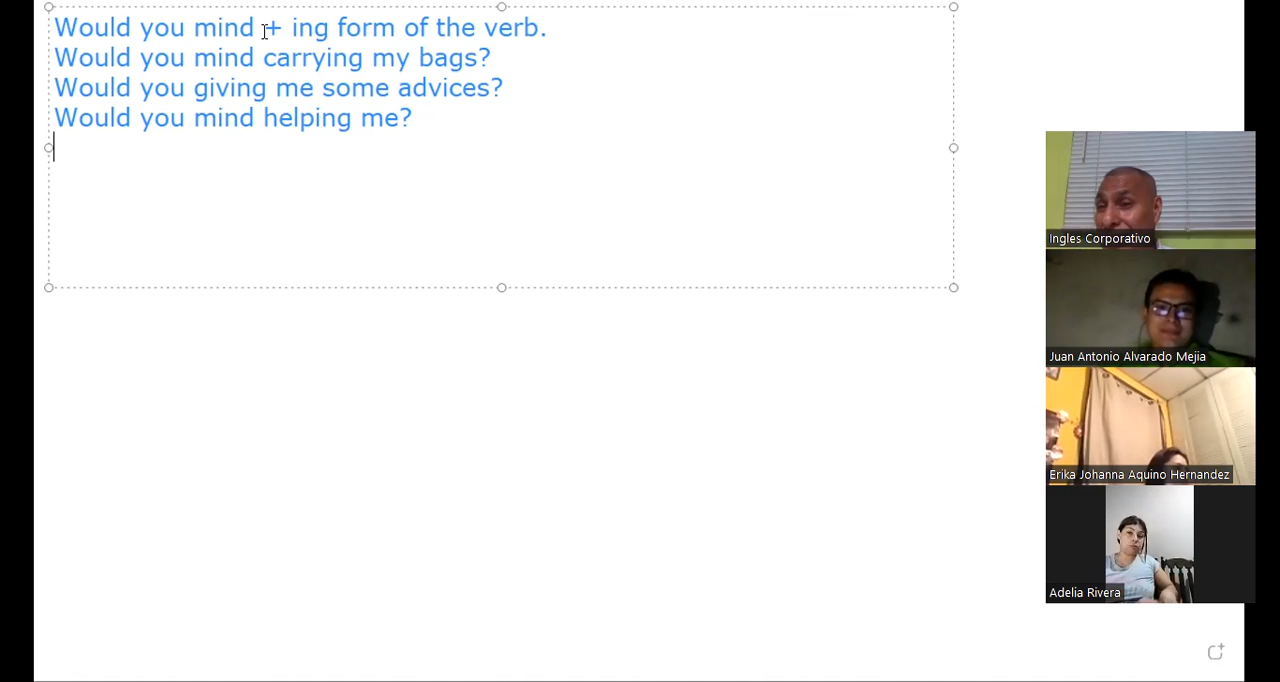 Would you mind + ing form of the verb.
Would you mind carrying my bags?
Would you giving me some advices?
Would you mind helping me?
Ingles Corporativo
Juan Antonio Alvarado Mejia
Erika Johanna Aquino Hernandez
Adelia Rivera